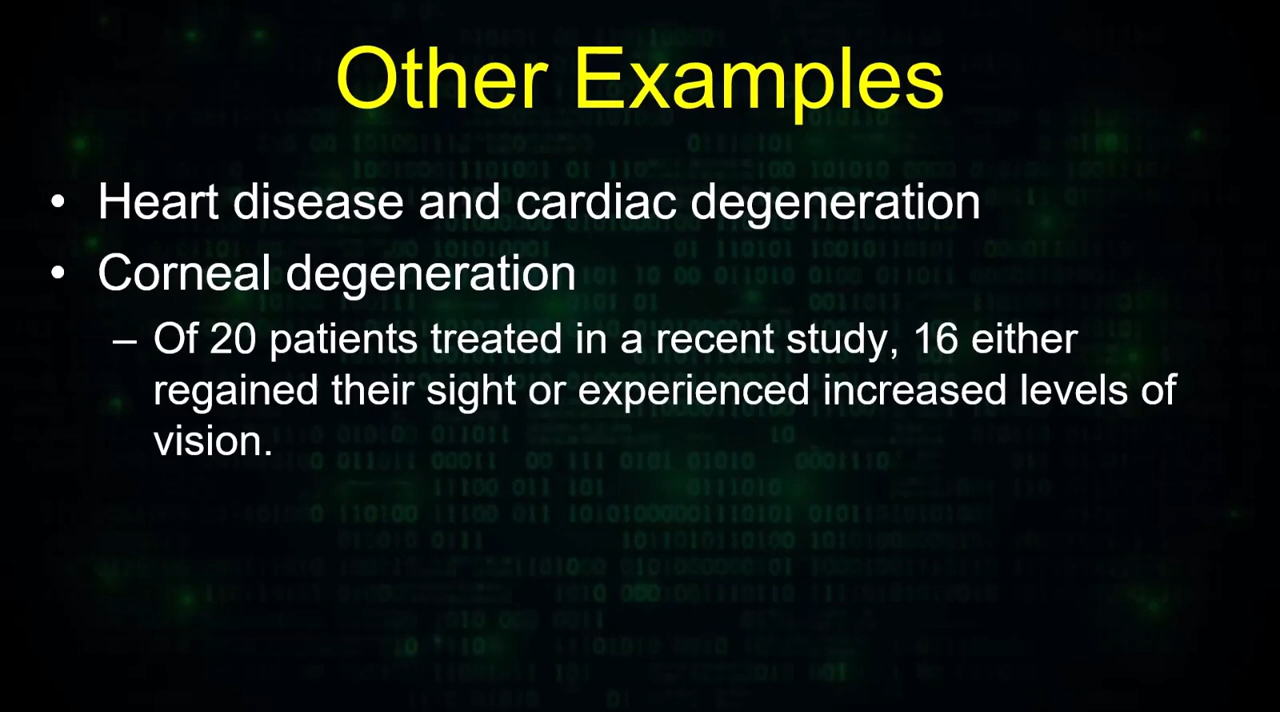 Other Examples
• Heart disease and cardiac degeneration
• Corneal degeneration
– Of 20 patients treated in a recent study, 16 either
regained their sight or experienced increased levels of
vision.